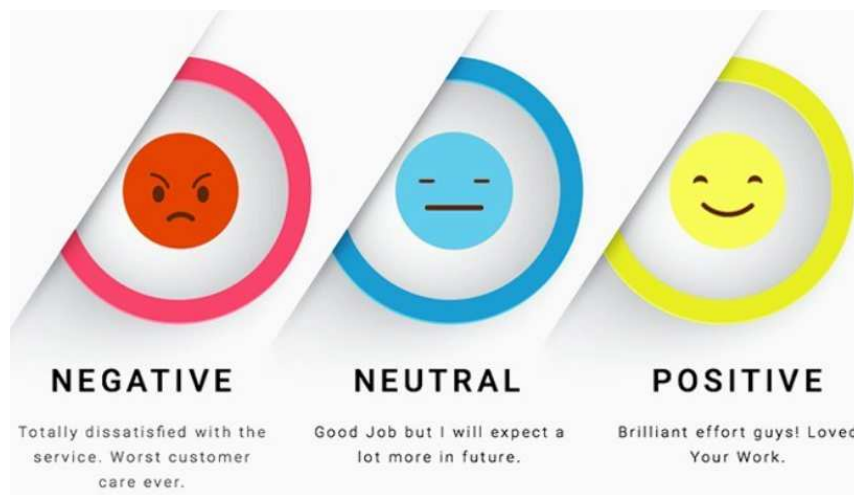 NEGATIVE
Totally dissatisfied with the
service. Worst customer
care ever.
NEUTRAL
Good Job but I will expect a
lot more in future.
POSITIVE
Brilliant effort guys! Loved
Your Work.